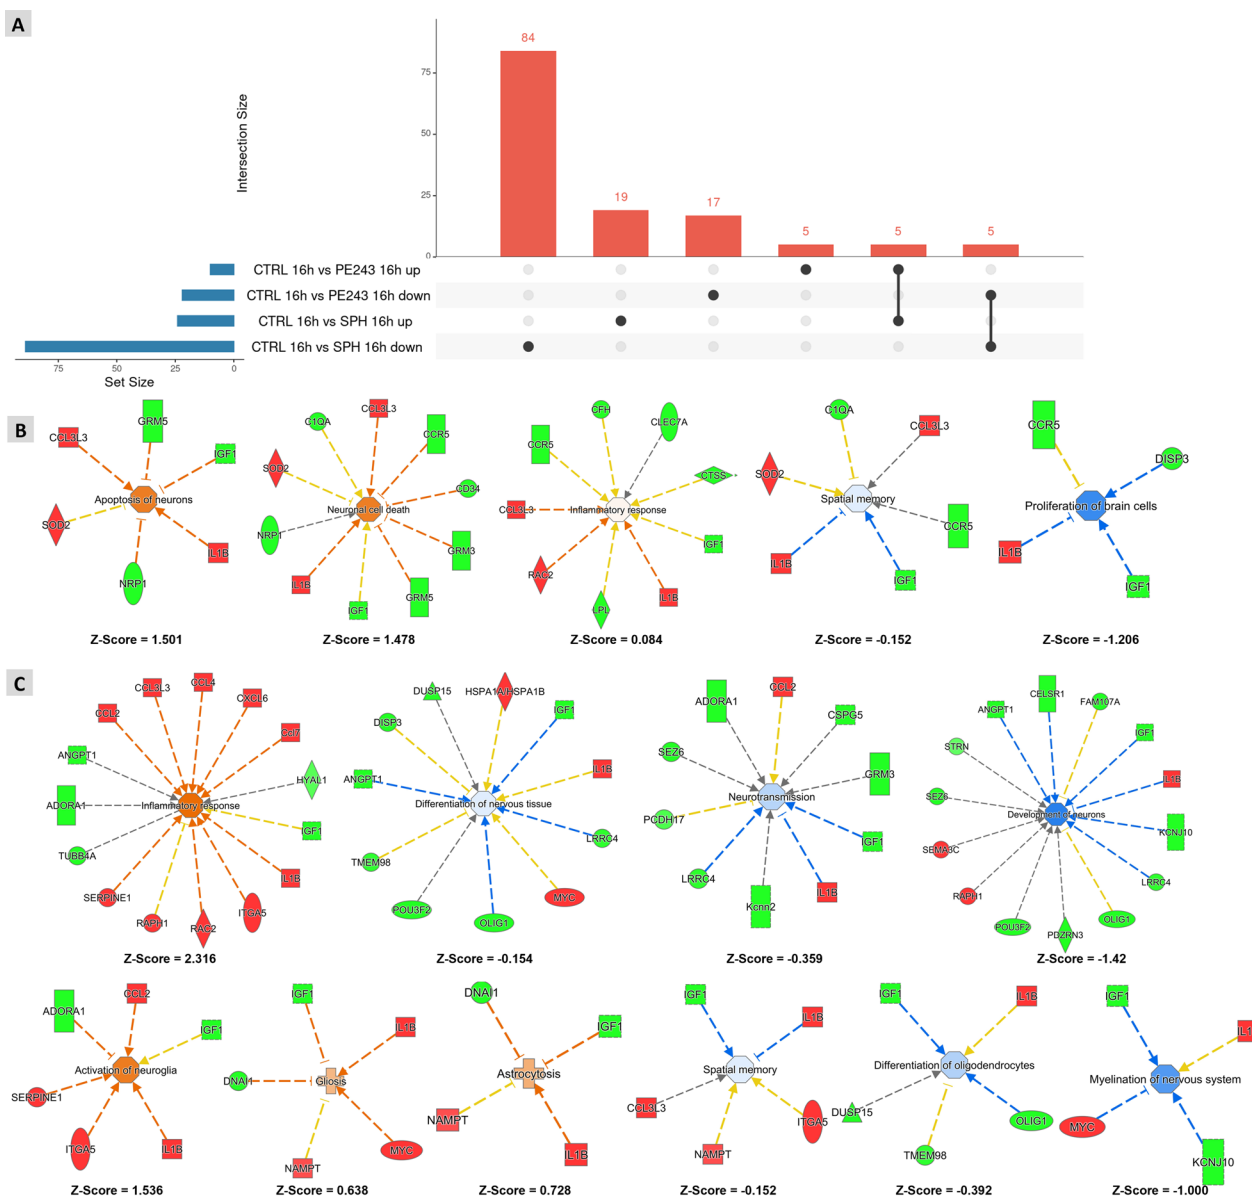 A
Intersection Size
84
19
17
5
5
5
75
50
25
0
CTRL 16h vs PE243 16h up
CTRL 16h vs PE243 16h down
CTRL 16h vs SPH 16h up
CTRL 16h vs SPH 16h down
75
50
25
0
Set Size
B
CCL3L3
GRM5
IGF1
Apoptosis of neurons
SOD2
NRP1
IL1B
Z-Score = 1.501
C1QA
CCL3L3
CCR5
SOD2
CD34
Neuronal cell death
NRP1
GRM3
IL1B
IGF1
GRM5
Z-Score = 1.478
CFH
CLEC7A
CCR5
CTSS
CCL3L3
Inflammatory response
IGF1
RAC2
LPL
IL1B
Z-Score = 0.084
C1QA
CCL3L3
SOD2
Spatial memory
CCR5
IL1B
IGF1
Z-Score = -0.152
CCR5
DISP3
Proliferation of brain cells
IL1B
IGF1
Z-Score = -1.206
C
CCL3L3
CCL4
CXCL6
CCL2
Ccl7
ANGPT1
HYAL1
ADORA1
Inflammatory response
IGF1
TUBB4A
IL1B
SERPINE1
RAPH1
RAC2
ITGA5
Z-Score = 2.316
DUSP15
HSPA1A/HSPA1B
IGF1
DISP3
ANGPT1
IL1B
Differentiation of nervous tissue
LRRC4
TMEM98
MYC
POU3F2
OLIG1
Z-Score = -0.154
ADORA1
CCL2
CSPG5
SEZ6
GRM3
Neurotransmission
PCDH17
IGF1
LRRC4
Kcnn2
IL1B
Z-Score = -0.359
ANGPT1
CELSR1
FAM107A
STRN
IGF1
SEZ6
IL1B
Development of neurons
KCNJ10
SEMA3C
RAPH1
LRRC4
POU3F2
PDZRN3
OLIG1
Z-Score = -1.42
ADORA1
CCL2
IGF1
Activation of neuroglia
SERPINE1
ITGA5
IL1B
Z-Score = 1.536
IGF1
IL1B
DNAI1
Gliosis
NAMPT
MYC
Z-Score = 0.638
DNAI1
IGF1
Astrocytosis
NAMPT
IL1B
Z-Score = 0.728
IGF1
IL1B
Spatial memory
CCL3L3
ITGA5
NAMPT
Z-Score = -0.152
IGF1
IL1B
Differentiation of oligodendrocytes
DUSP15
OLIG1
TMEM98
Z-Score = -0.392
IGF1
Myelination of nervous system
MYC
KCNJ10
Z-Score = -1.000